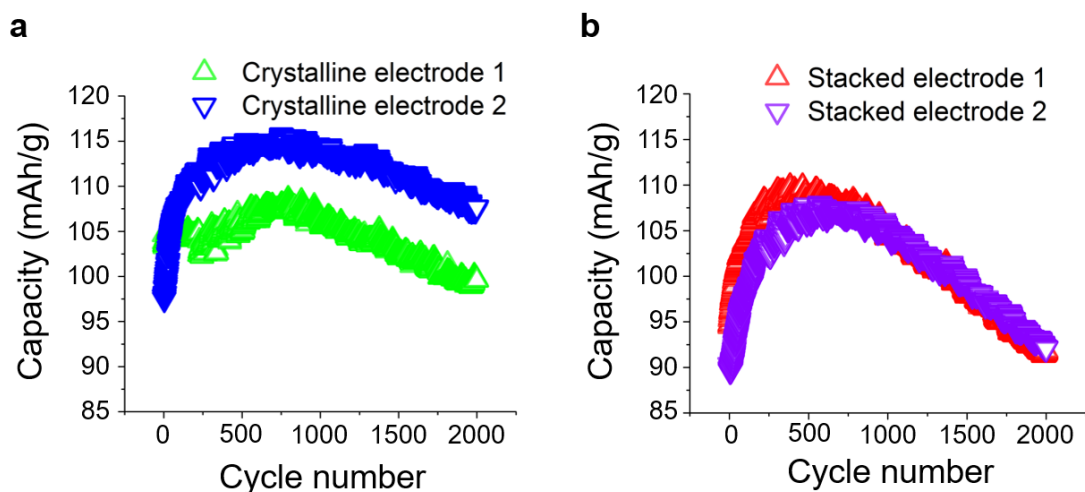 a
Crystalline electrode 1
Crystalline electrode 2
Capacity (mAh/g)
120
115
110
105
100
95
90
85
0 500 1000 1500 2000
Cycle number
b
Stacked electrode 1
Stacked electrode 2
Capacity (mAh/g)
120
115
110
105
100
95
90
85
0 500 1000 1500 2000
Cycle number